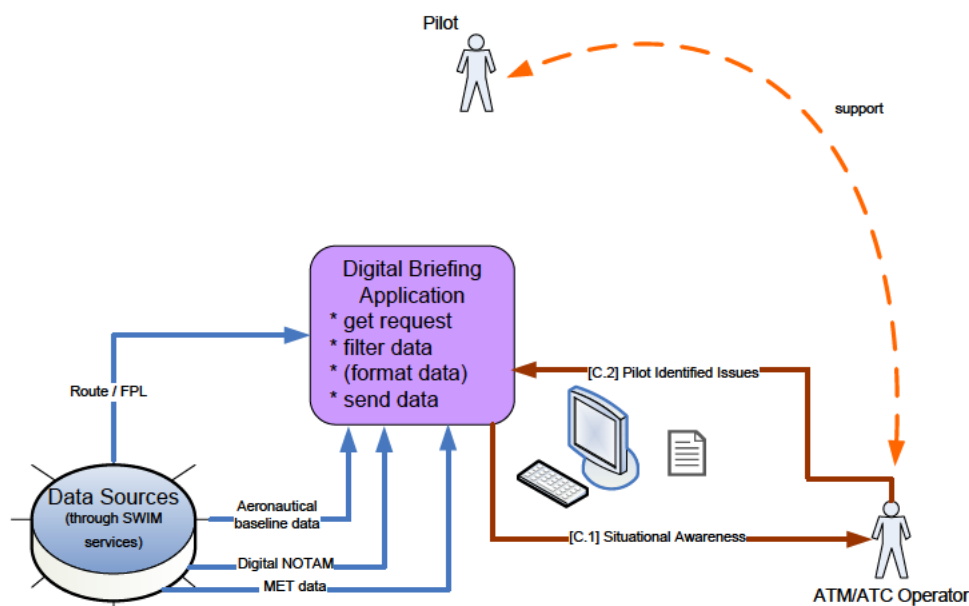 Pilot
support
Digital Briefing
Application
* get request
* filter data
* (format data)
* send data
[C.2] Pilot Identified Issues
Route / FPL
Data Sources
(through SWIM
services)
Aeronautical
baseline data
Digital NOTAM
MET data
[C.1] Situational Awareness
ATM/ATC Operator